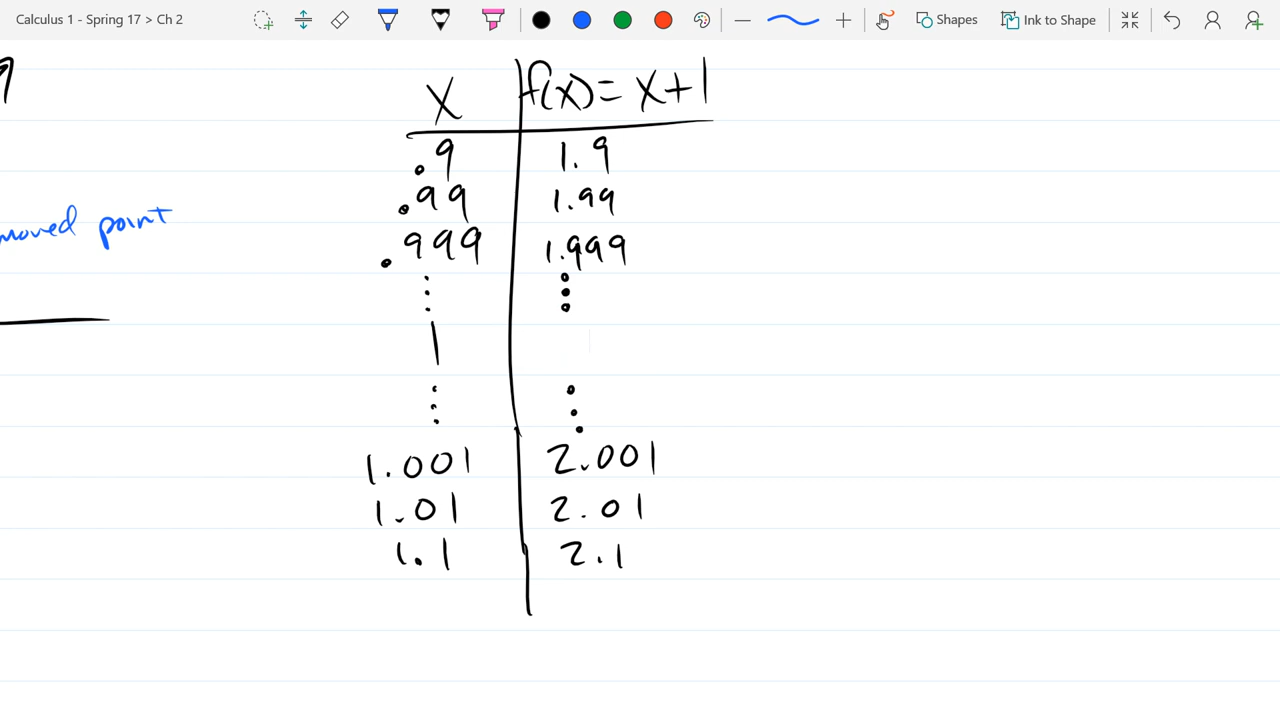 Calculus 1 - Spring 17 > Ch 2
Shapes
Ink to Shape
x f(x) = x+1
.9 1.9
.99 1.99
moved point
.999 1.999
⋮ ⋮
1
⋮ ⋮
1.001 2.001
1.01 2.01
1.1 2.1